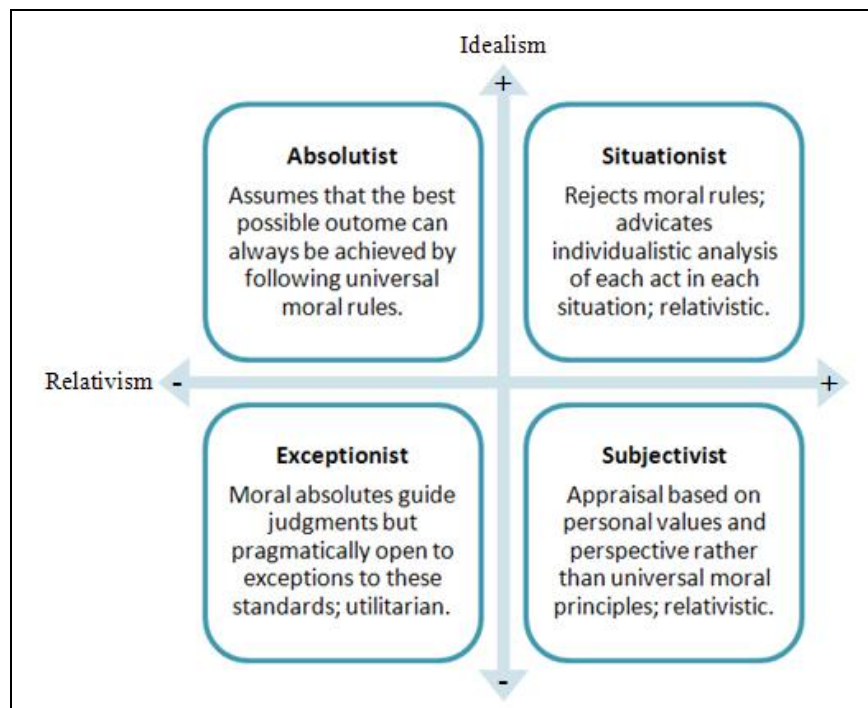 Idealism
+
Absolutist
Assumes that the best
possible outome can
always be achieved by
following universal
moral rules.
Situationist
Rejects moral rules;
advicates
individualistic analysis
of each act in each
situation; relativistic.
Relativism
-
+
Exceptionist
Moral absolutes guide
judgments but
pragmatically open to
exceptions to these
standards; utilitarian.
Subjectivist
Appraisal based on
personal values and
perspective rather
than universal moral
principles; relativistic.
-